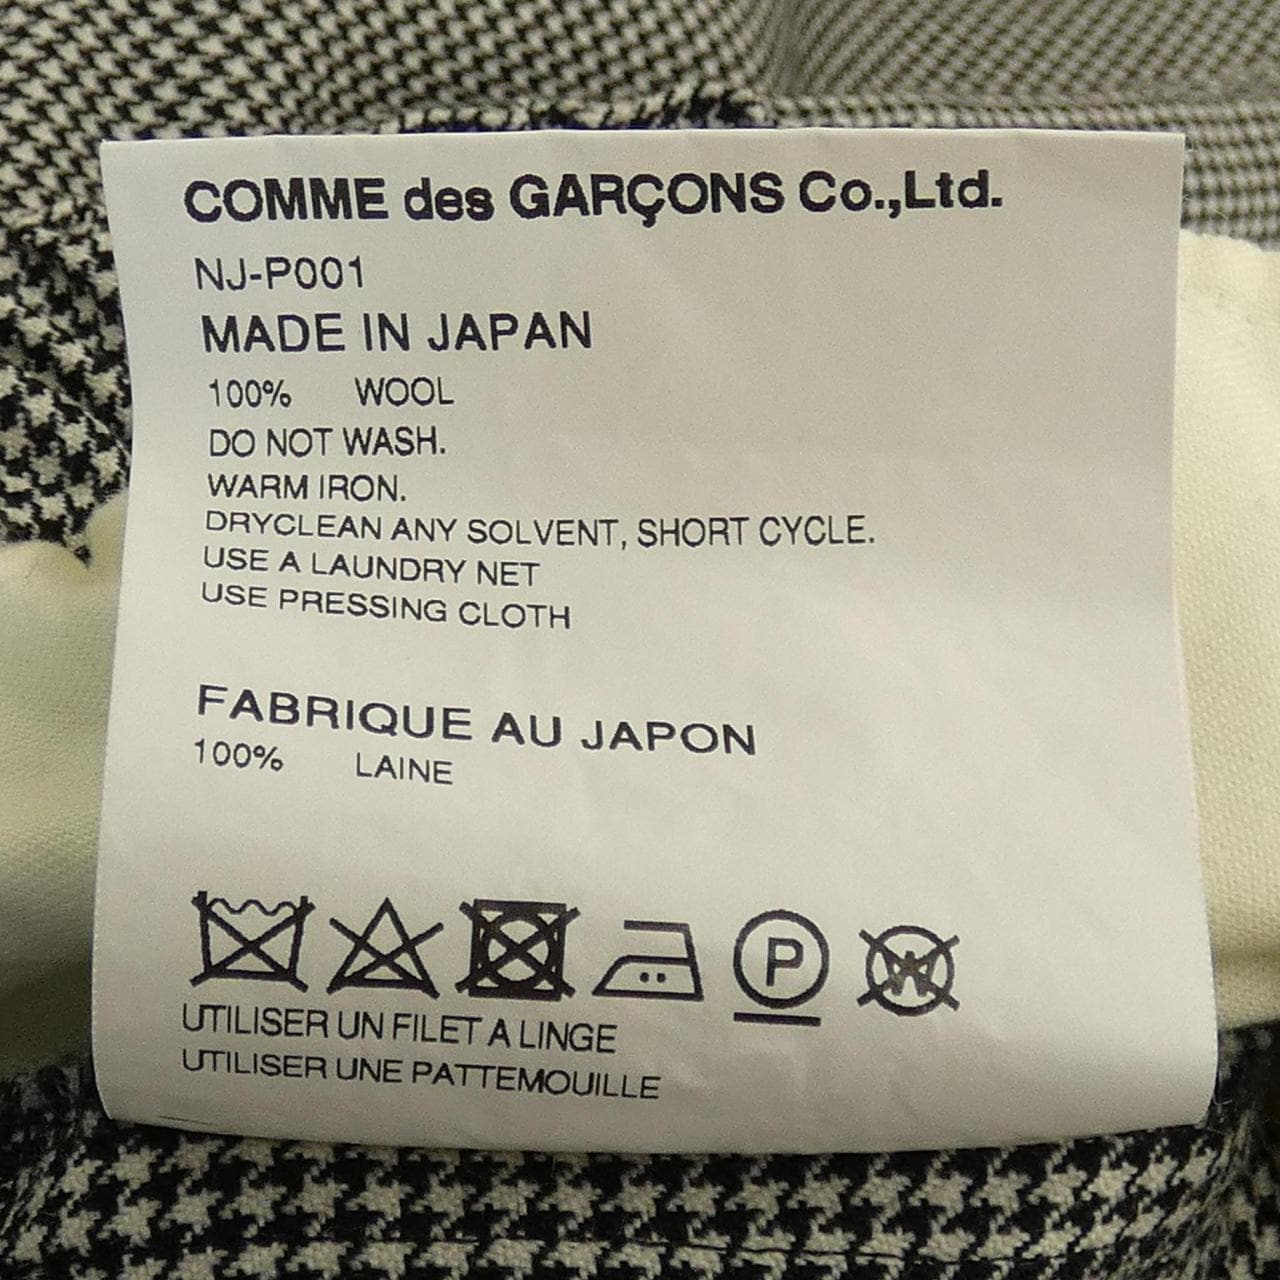 COMME des GARÇONS Co.,Ltd.
NJ-P001
MADE IN JAPAN
100% WOOL
DO NOT WASH.
WARM IRON.
DRYCLEAN ANY SOLVENT, SHORT CYCLE.
USE A LAUNDRY NET
USE PRESSING CLOTH
FABRIQUE AU JAPON
100% LAINE
P W
UTILISER UN FILET A LINGE
UTILISER UNE PATTEMOUILLE